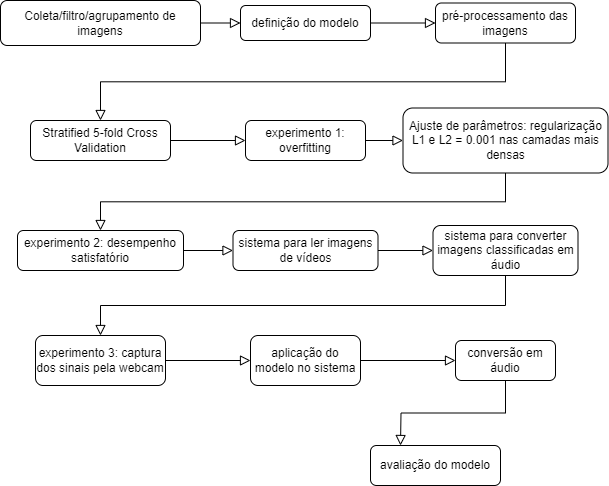 Coleta/filtro/agrupamento de
imagens
definição do modelo
pré-processamento das
imagens
Stratified 5-fold Cross
Validation
experimento 1:
overfitting
Ajuste de parâmetros: regularização
L1 e L2 = 0.001 nas camadas mais
densas
experimento 2: desempenho
satisfatório
sistema para ler imagens
de vídeos
sistema para converter
imagens classificadas em
áudio
experimento 3: captura
dos sinais pela webcam
aplicação do
modelo no sistema
conversão em
áudio
avaliação do modelo